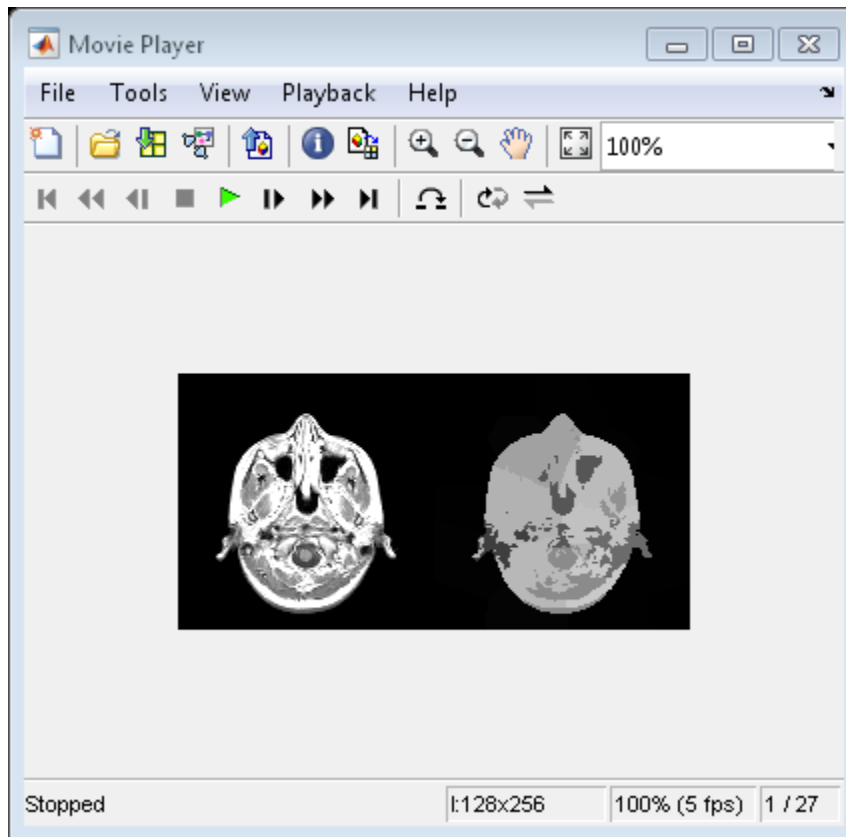 Movie Player
File Tools View Playback Help
100%
Stopped I:128x256 100% (5 fps) 1 / 27